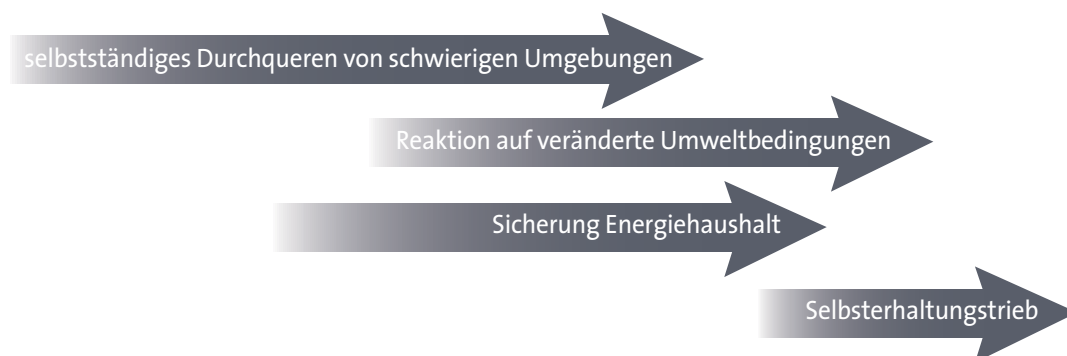 selbstständiges Durchqueren von schwierigen Umgebungen
Reaktion auf veränderte Umweltbedingungen
Sicherung Energiehaushalt
Selbsterhaltungstrieb